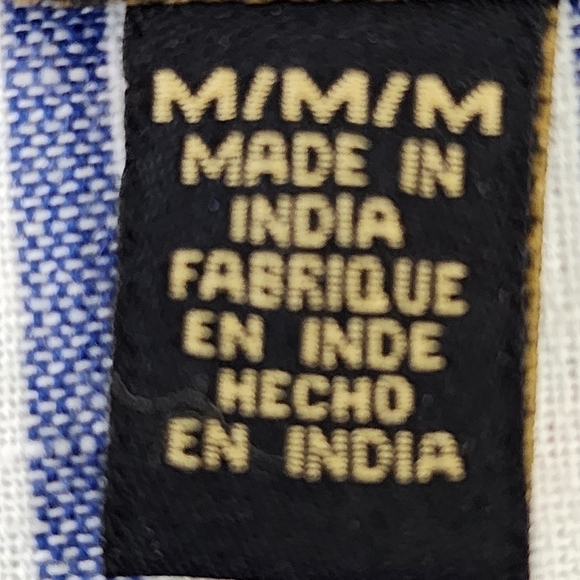 M/M/M
MADE IN
INDIA
FABRIQUE
EN INDE
HECHO
EN INDIA